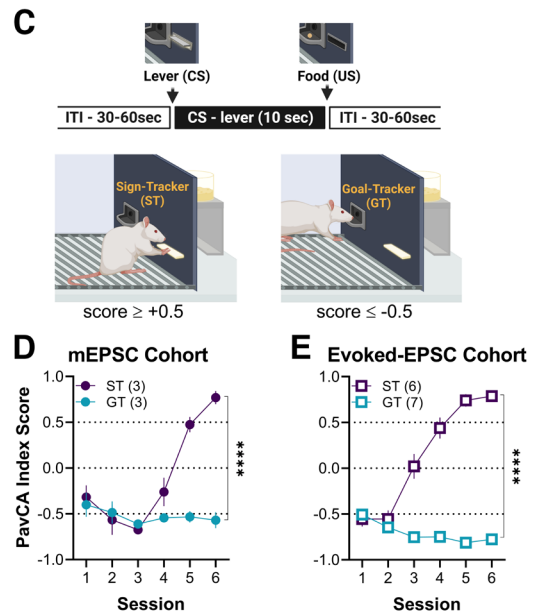 C
Lever (CS)
Food (US)
ITI - 30-60sec
CS - lever (10 sec)
ITI - 30-60sec
Sign-Tracker
(ST)
Goal-Tracker
(GT)
score ≥ +0.5
score ≤ -0.5
D
mEPSC Cohort
PavCA Index Score
1.0
0.5
0.0
-0.5
-1.0
ST (3)
GT (3)
****
1 2 3 4 5 6
Session
E
Evoked-EPSC Cohort
1.0
0.5
0.0
-0.5
-1.0
ST (6)
GT (7)
****
1 2 3 4 5 6
Session